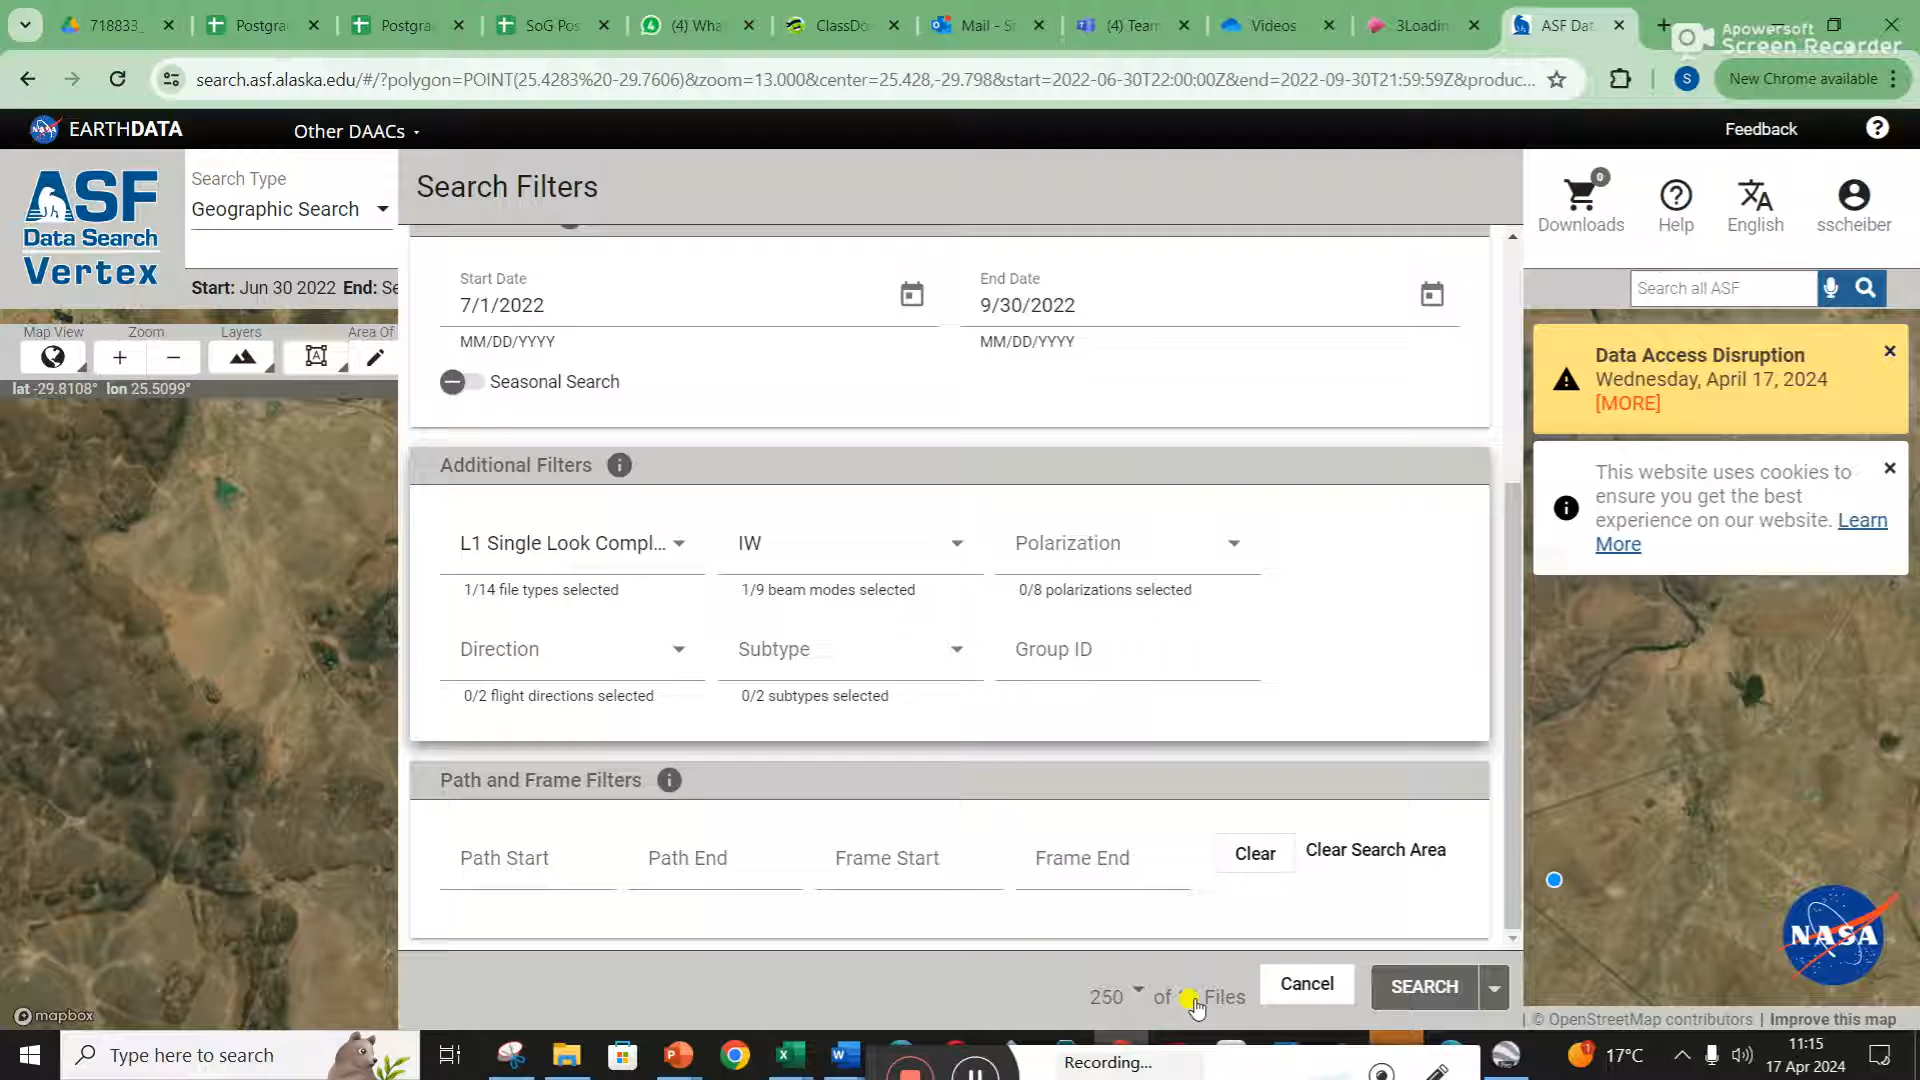 718833_
Postgra
Postgra
SoG Pos
(4) Wha
ClassDo
Mail - S
(4) Team
Videos
3Loadin
ASF Dat
Apowersoft
Screen Recorder
search.asf.alaska.edu/#/?polygon=POINT(25.4283%20-29.7606)&zoom=13.000&center=25.428,-29.798&start=2022-06-30T22:00:00Z&end=2022-09-30T21:59:59Z&produc...
S
New Chrome available
EARTHDATA
Other DAACs
Feedback
ASF
Data Search
Vertex
Search Type
Geographic Search
Start: Jun 30 2022 End: Se
Search Filters
0
Downloads
Help
English
sscheiber
Search all ASF
Map View
Zoom
Layers
Area Of
lat -29.8108° lon 25.5099°
Start Date
7/1/2022
MM/DD/YYYY
End Date
9/30/2022
MM/DD/YYYY
Seasonal Search
Data Access Disruption
Wednesday, April 17, 2024
[MORE]
This website uses cookies to
ensure you get the best
experience on our website. Learn
More
Additional Filters
L1 Single Look Compl...
1/14 file types selected
IW
1/9 beam modes selected
Polarization
0/8 polarizations selected
Direction
0/2 flight directions selected
Subtype
0/2 subtypes selected
Group ID
Path and Frame Filters
Path Start
Path End
Frame Start
Frame End
Clear
Clear Search Area
250
of
Files
Cancel
SEARCH
NASA
mapbox
© OpenStreetMap contributors | Improve this map
Type here to search
Recording...
17°C
11:15
17 Apr 2024